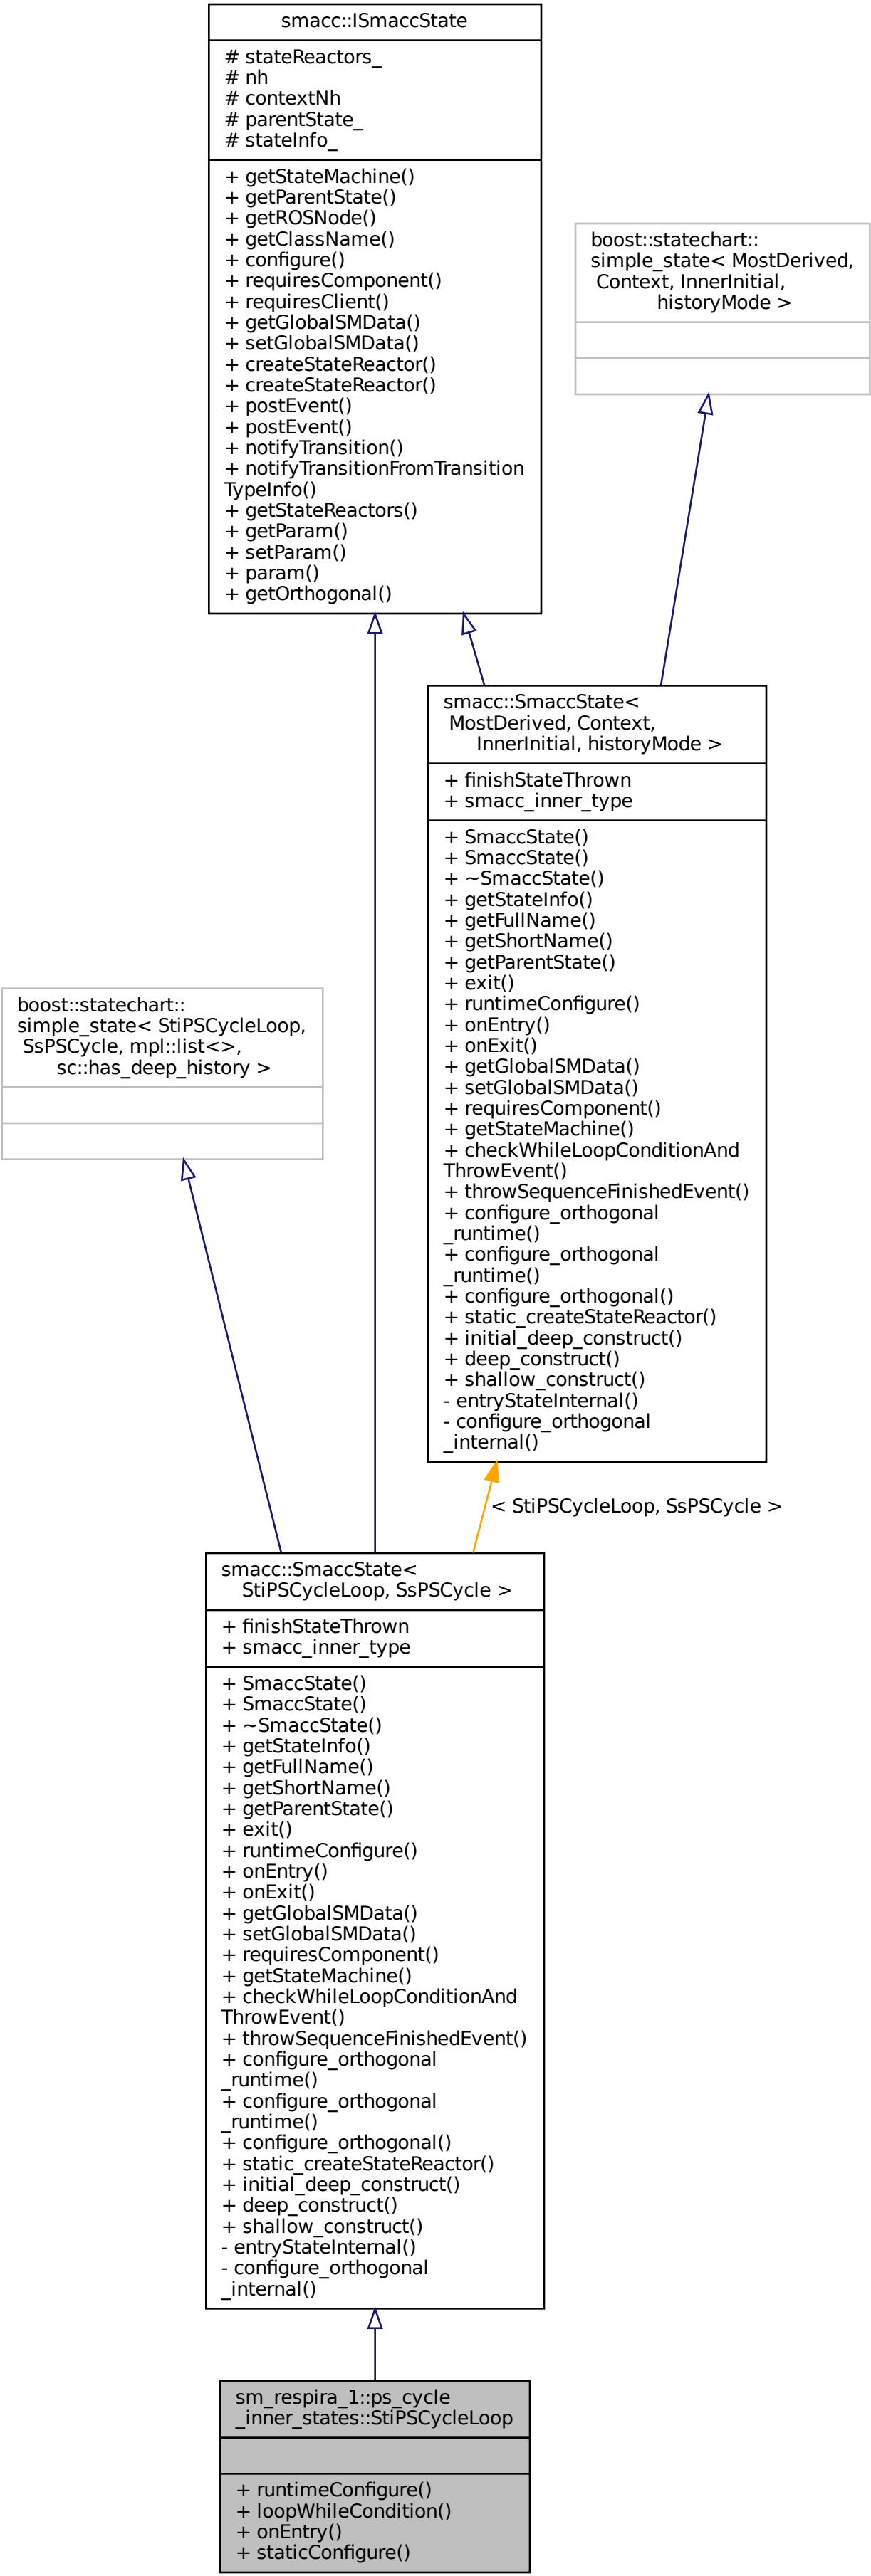 smacc::ISmaccState
# stateReactors_
# nh
# contextNh
# parentState_
# stateInfo_
+ getStateMachine()
+ getParentState()
+ getROSNode()
+ getClassName()
+ configure()
+ requiresComponent()
+ requiresClient()
+ getGlobalSMData()
+ setGlobalSMData()
+ createStateReactor()
+ createStateReactor()
+ postEvent()
+ postEvent()
+ notifyTransition()
+ notifyTransitionFromTransition
TypeInfo()
+ getStateReactors()
+ getParam()
+ setParam()
+ param()
+ getOrthogonal()
boost::statechart::
simple_state< MostDerived,
Context, InnerInitial,
historyMode >
smacc::SmaccState<
MostDerived, Context,
InnerInitial, historyMode >
+ finishStateThrown
+ smacc_inner_type
+ SmaccState()
+ SmaccState()
+ ~SmaccState()
+ getStateInfo()
+ getFullName()
+ getShortName()
+ getParentState()
+ exit()
+ runtimeConfigure()
+ onEntry()
+ onExit()
+ getGlobalSMData()
+ setGlobalSMData()
+ requiresComponent()
+ getStateMachine()
+ checkWhileLoopConditionAnd
ThrowEvent()
+ throwSequenceFinishedEvent()
+ configure_orthogonal
_runtime()
+ configure_orthogonal
_runtime()
+ configure_orthogonal()
+ static_createStateReactor()
+ initial_deep_construct()
+ deep_construct()
+ shallow_construct()
- entryStateInternal()
- configure_orthogonal
_internal()
boost::statechart::
simple_state< StiPSCycleLoop,
SsPSCycle, mpl::list<>,
sc::has_deep_history >
< StiPSCycleLoop, SsPSCycle >
smacc::SmaccState<
StiPSCycleLoop, SsPSCycle >
+ finishStateThrown
+ smacc_inner_type
+ SmaccState()
+ SmaccState()
+ ~SmaccState()
+ getStateInfo()
+ getFullName()
+ getShortName()
+ getParentState()
+ exit()
+ runtimeConfigure()
+ onEntry()
+ onExit()
+ getGlobalSMData()
+ setGlobalSMData()
+ requiresComponent()
+ getStateMachine()
+ checkWhileLoopConditionAnd
ThrowEvent()
+ throwSequenceFinishedEvent()
+ configure_orthogonal
_runtime()
+ configure_orthogonal
_runtime()
+ configure_orthogonal()
+ static_createStateReactor()
+ initial_deep_construct()
+ deep_construct()
+ shallow_construct()
- entryStateInternal()
- configure_orthogonal
_internal()
sm_respira_1::ps_cycle
_inner_states::StiPSCycleLoop
+ runtimeConfigure()
+ loopWhileCondition()
+ onEntry()
+ staticConfigure()